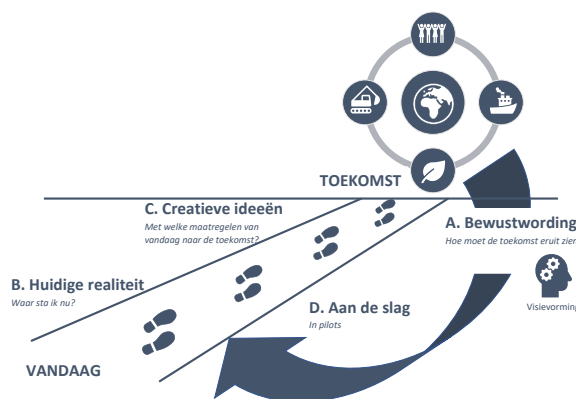 TOEKOMST
C. Creatieve ideeën
Met welke maatregelen van
vandaag naar de toekomst?
A. Bewustwording
Hoe moet de toekomst eruit zien
B. Huidige realiteit
Waar sta ik nu?
Visievorming
D. Aan de slag
In pilots
VANDAAG